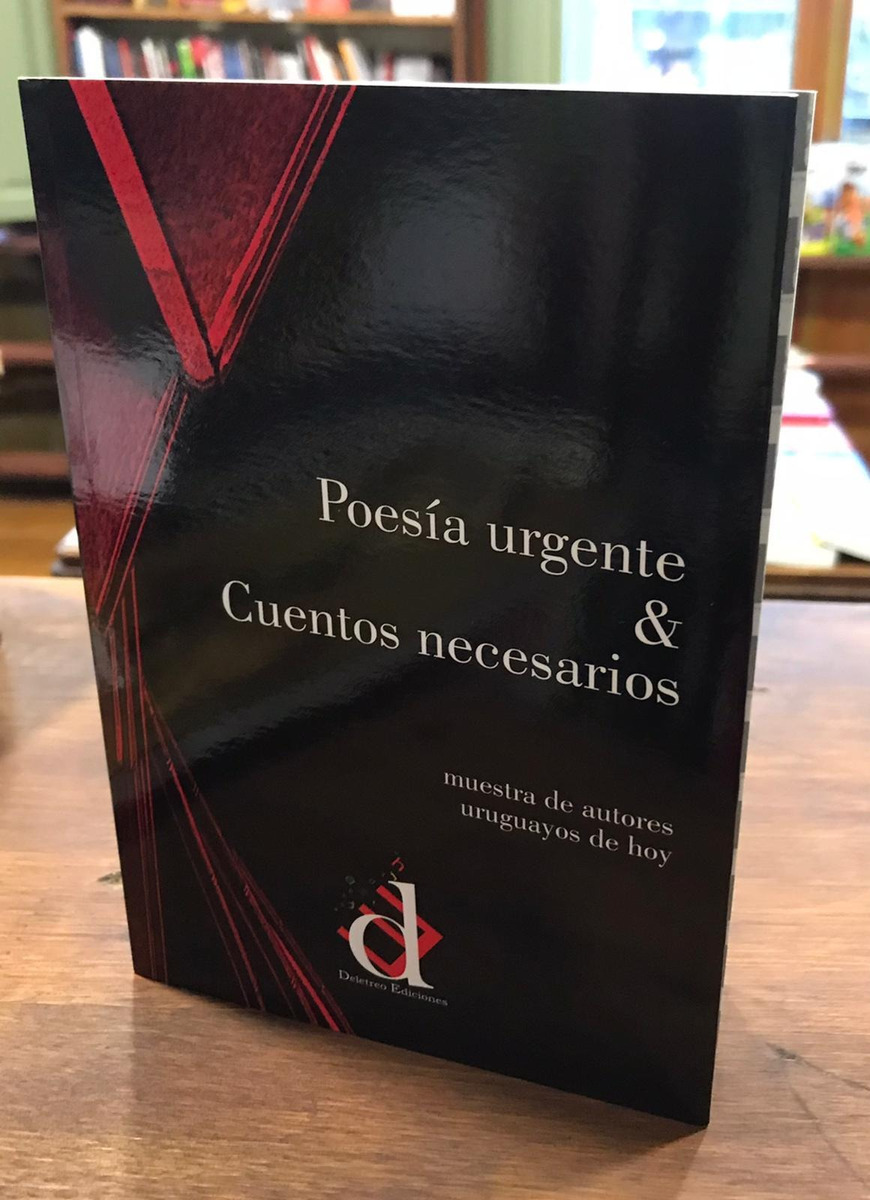 Poesía urgente
&
Cuentos necesarios
muestra de autores
uruguayos de hoy
d
Deletreo Ediciones